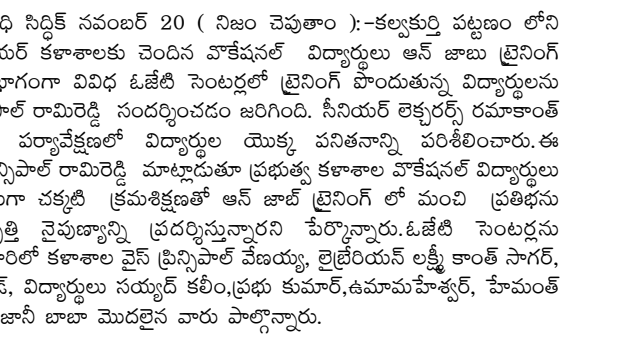 ధి సిద్ధిక్ నవంబర్ 20 ( నిజం చెపుతాం ):-కల్వకుర్తి పట్టణం లోని
యర్ కళాశాలకు చెందిన వొకేషనల్ విద్యార్థులు ఆన్ జాబు ట్రైనింగ్
భాగంగా వివిధ ఓజేటి సెంటర్లలో ట్రైనింగ్ పొందుతున్న విద్యార్థులను
పాల్ రామిరెడ్డి సందర్శించడం జరిగింది. సీనియర్ లెక్చరర్స్ రమాకాంత్
పర్యావేక్షణలో విద్యార్థుల యొక్క పనితనాన్ని పరిశీలించారు.ఈ
న్సిపాల్ రామిరెడ్డి మాట్లాడుతూ ప్రభుత్వ కళాశాల వొకేషనల్ విద్యార్థులు
గా చక్కటి క్రమశిక్షణతో ఆన్ జాబ్ ట్రైనింగ్ లో మంచి ప్రతిభను
త్తి నైపుణ్యాన్ని ప్రదర్శిస్తున్నారని పేర్కొన్నారు.ఓజేటి సెంటర్లను
రిలో కళాశాల వైస్ ప్రిన్సిపాల్ వేణయ్య, లైబ్రేరియన్ లక్ష్మీ కాంత్ సాగర్,
విద్యార్థులు సయ్యద్ కలీం,ప్రభు కుమార్,ఉమామహేశ్వర్, హేమంత్
జానీ బాబా మొదలైన వారు పాల్గొన్నారు.